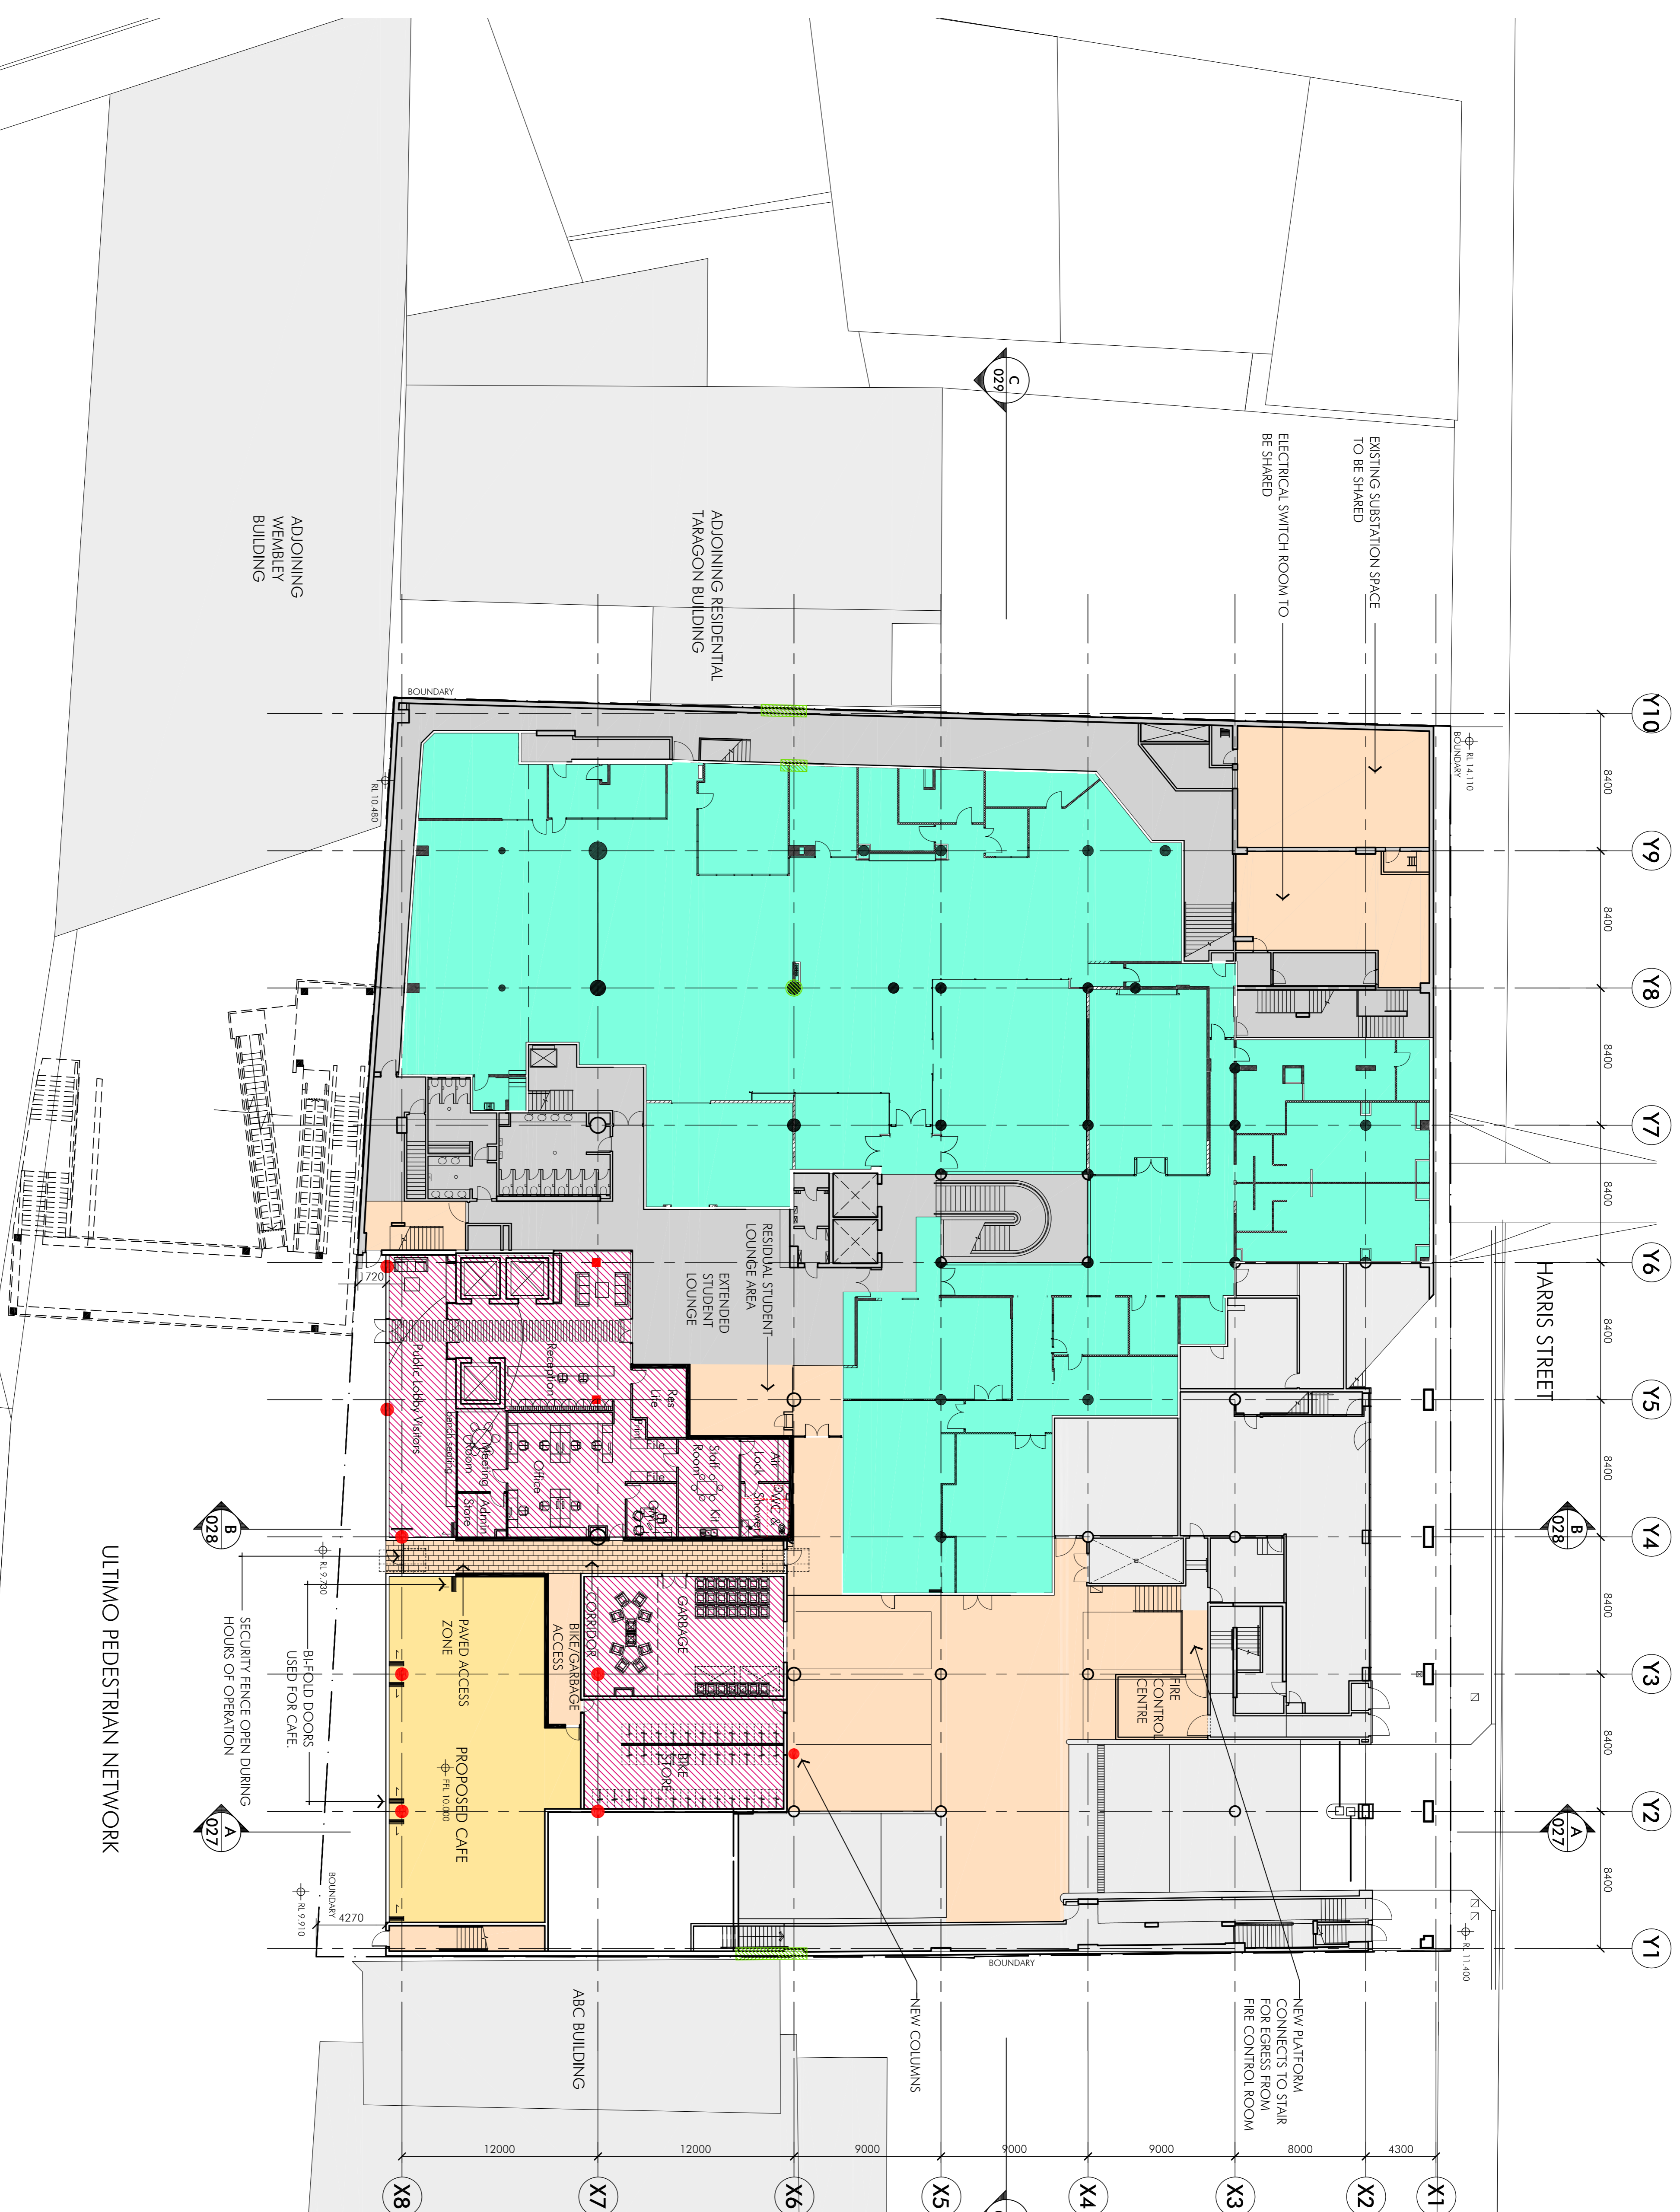 HARRIS STREET
EXISTING SUBSTATION SPACE
TO BE SHARED
ELECTRICAL SWITCH ROOM TO
BE SHARED
C
029
ADJOINING RESIDENTIAL
TARAGON BUILDING
ADJOINING
WEMBLEY
BUILDING
Y10
Y9
Y8
Y7
Y6
Y5
Y4
Y3
Y2
Y1
8400
8400
8400
8400
8400
8400
8400
8400
8400
X1
X2
X3
X4
X5
X6
X7
X8
4300
8000
9000
9000
9000
12000
12000
BOUNDARY
RL 14.110
BOUNDARY
RL 10.480
B
028
A
027
RL 11.400
BOUNDARY
NEW PLATFORM
CONNECTS TO STAIR
FOR EGRESS FROM
FIRE CONTROL ROOM
FIRE
CONTROL
CENTRE
NEW COLUMNS
ABC BUILDING
RESIDUAL STUDENT
LOUNGE AREA
EXTENDED
STUDENT
LOUNGE
Res
Life
Print
File
File
Air
Lock
WC &
Shower
Staff
Room
Kit
GM
Reception
Office
Meeting
Room
Admin
Store
bench seating
Public Lobby Visitors
1720
GARBAGE
BIKE
STORE
CORRIDOR
BIKE/GARBAGE
ACCESS
PAVED ACCESS
ZONE
PROPOSED CAFE
FFL 10.000
BI-FOLD DOORS
USED FOR CAFE.
SECURITY FENCE OPEN DURING
HOURS OF OPERATION
RL 9.730
B
028
A
027
BOUNDARY
RL 9.910
4270
ULTIMO PEDESTRIAN NETWORK